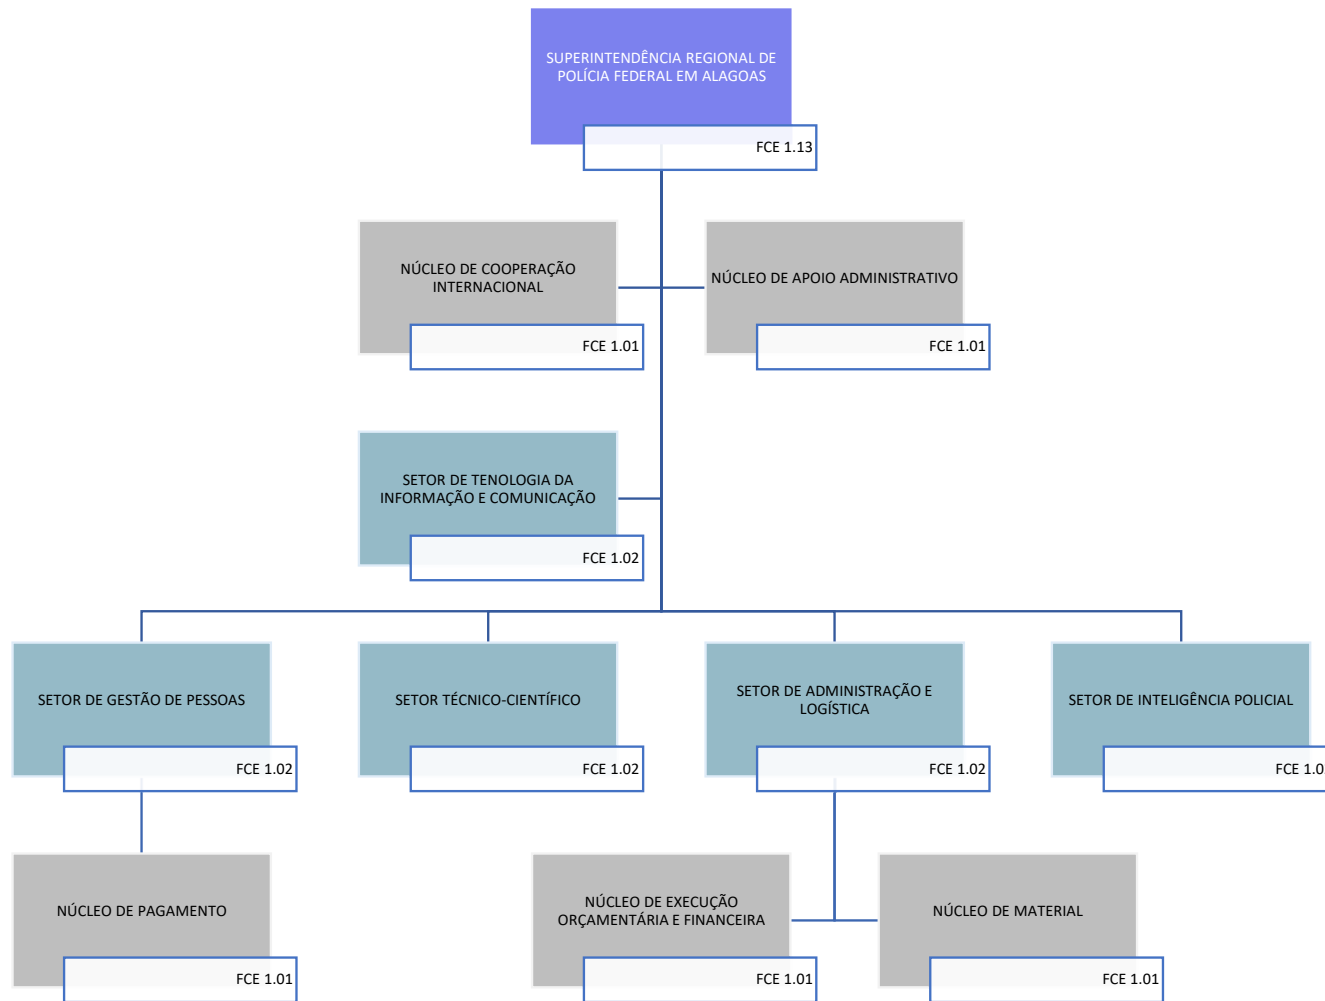 SUPERINTENDÊNCIA REGIONAL DE
POLÍCIA FEDERAL EM ALAGOAS
FCE 1.13
NÚCLEO DE COOPERAÇÃO
INTERNACIONAL
FCE 1.01
NÚCLEO DE APOIO ADMINISTRATIVO
FCE 1.01
SETOR DE TENOLOGIA DA
INFORMAÇÃO E COMUNICAÇÃO
FCE 1.02
SETOR DE GESTÃO DE PESSOAS
FCE 1.02
SETOR TÉCNICO-CIENTÍFICO
FCE 1.02
SETOR DE ADMINISTRAÇÃO E
LOGÍSTICA
FCE 1.02
SETOR DE INTELIGÊNCIA POLICIAL
FCE
NÚCLEO DE PAGAMENTO
FCE 1.01
NÚCLEO DE EXECUÇÃO
ORÇAMENTÁRIA E FINANCEIRA
FCE 1.01
NÚCLEO DE MATERIAL
FCE 1.01